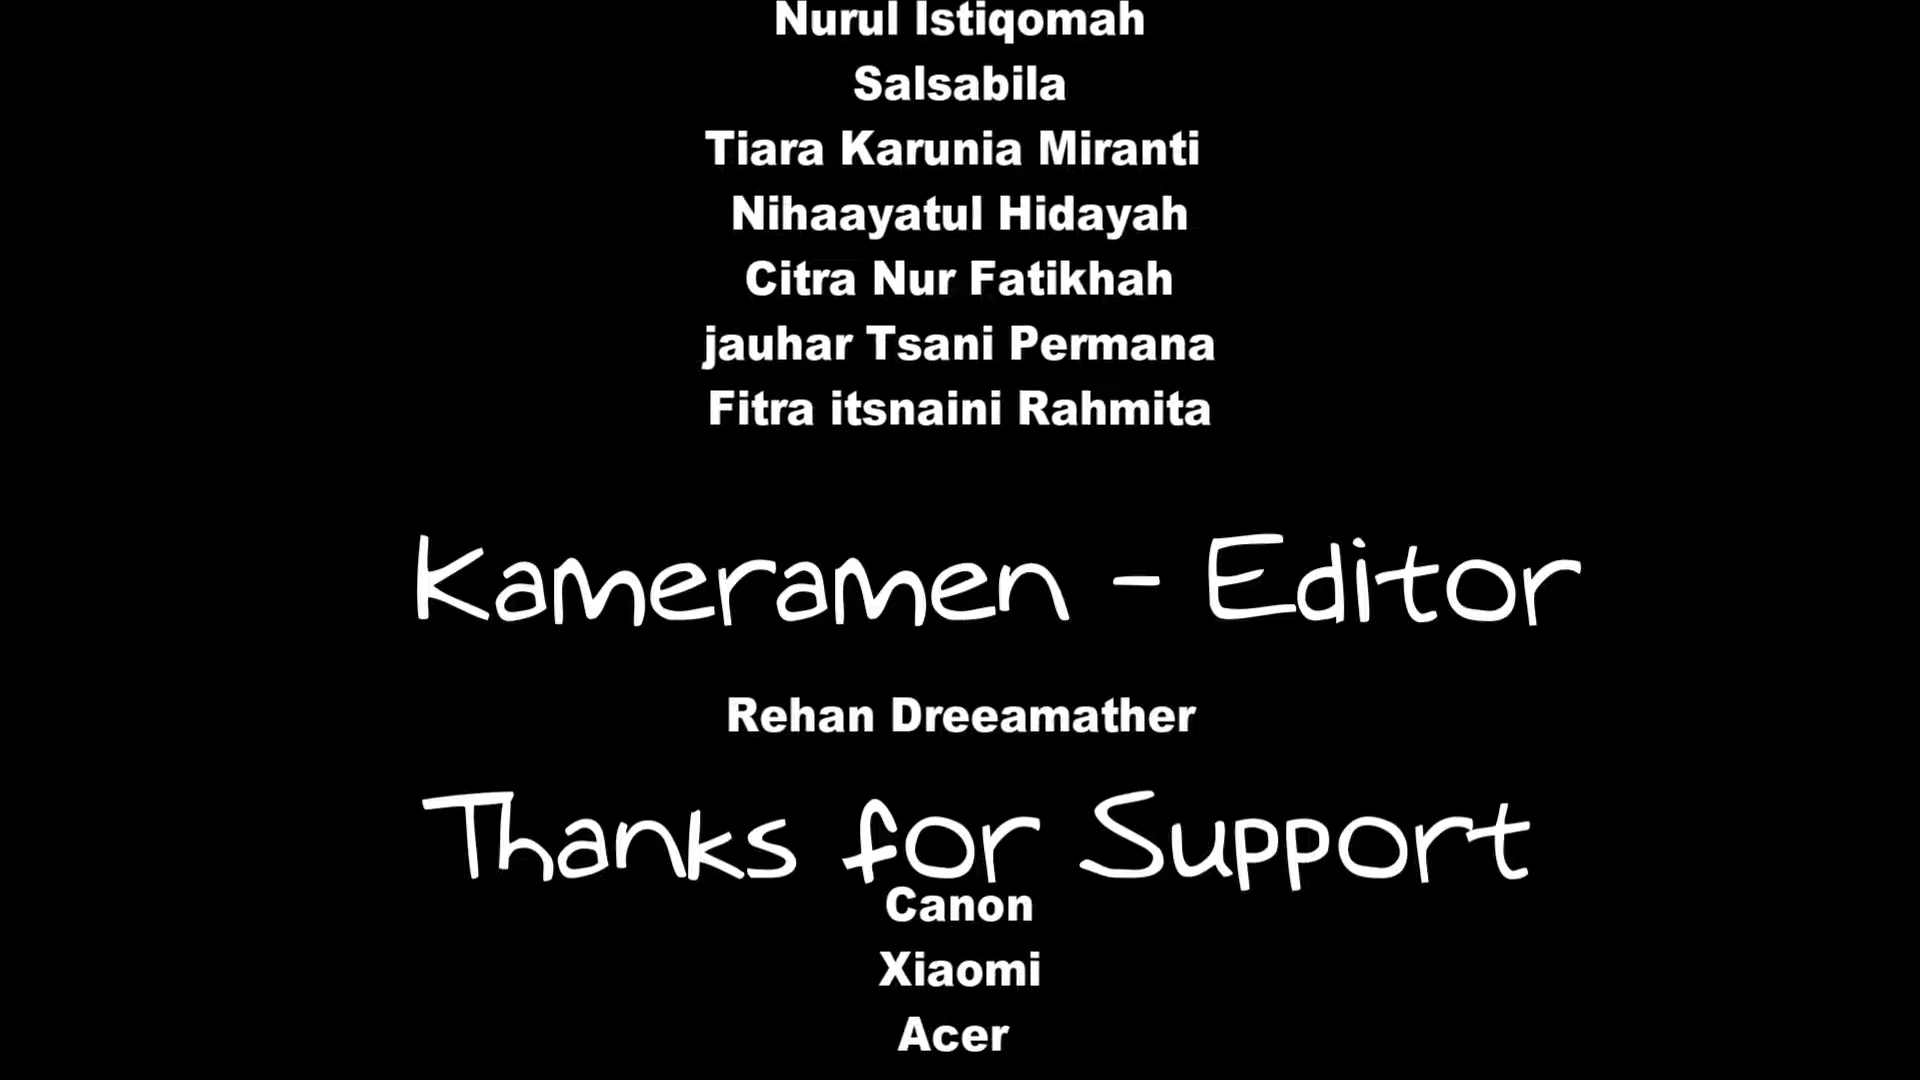 Nurul Istiqomah
Salsabila
Tiara Karunia Miranti
Nihaayatul Hidayah
Citra Nur Fatikhah
jauhar Tsani Permana
Fitra itsnaini Rahmita
Kameramen - Editor
Rehan Dreeamather
Thanks for Support
Canon
Xiaomi
Acer